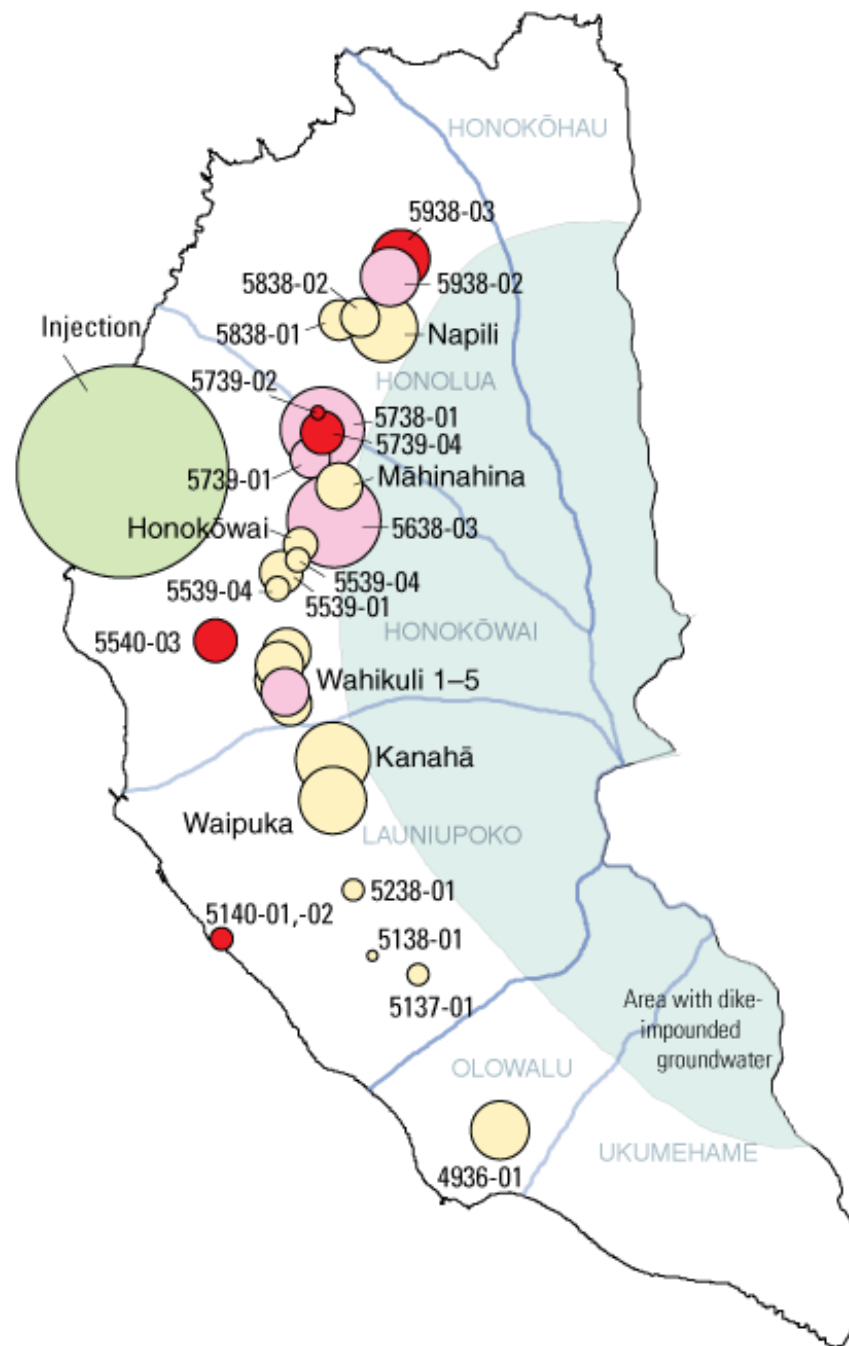 HONOKŌHAU
5938-03
5838-02
5938-02
5838-01
Napili
Injection
5739-02
HONOLUA
5738-01
5739-04
5739-01
Māhinahina
Honokōwai
5638-03
5539-04
5539-04
5539-01
5540-03
HONOKŌWAI
Wahikuli 1–5
Kanahā
Waipuka
LAUNIUPOKO
5238-01
5140-01,-02
5138-01
5137-01
Area with dike-
impounded
groundwater
OLOWALU
UKUMEHAME
4936-01